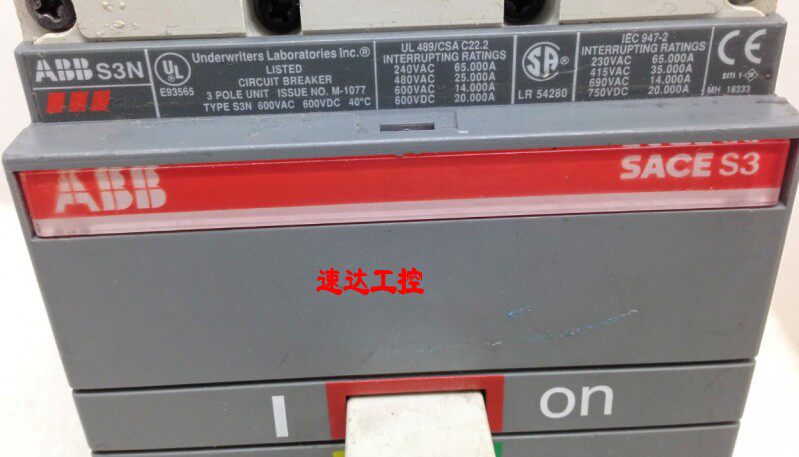 ABB S3N
UL
E93565
Underwriters Laboratories Inc.®
LISTED
CIRCUIT BREAKER
3 POLE UNIT ISSUE NO. M-1077
TYPE S3N 600VAC 600VDC 40°C
UL 489/CSA C22.2
INTERRUPTING RATINGS
240VAC 65.000A
480VAC 25.000A
600VAC 14.000A
600VDC 20.000A
SA
LR 54280
IEC 947-2
INTERRUPTING RATINGS
230VAC 65.000A
415VAC 35.000A
690VAC 14.000A
750VDC 20.000A
CE
MH 18333
ABB
SACE S3
速达工控
I on